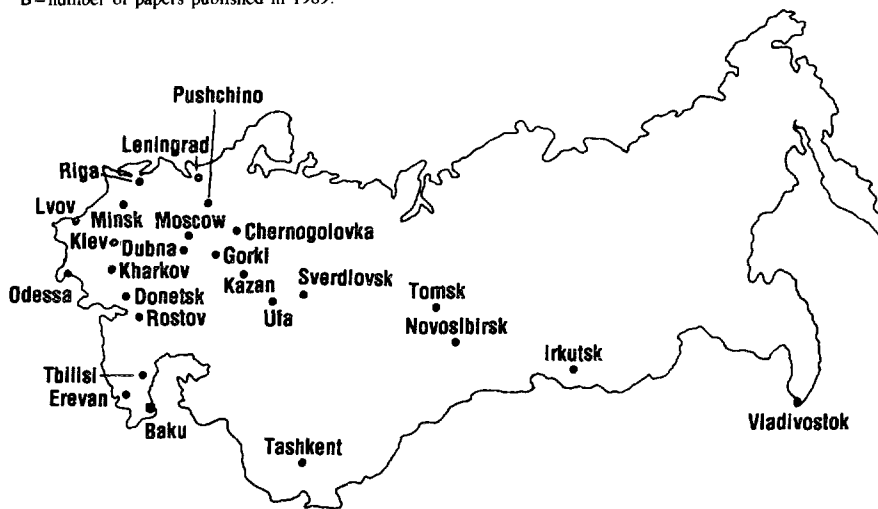 B=number of papers published in 1989.
Pushchino
Leningrad
Riga
Lvov
Minsk
Moscow
Chernogolovka
Kiev
Dubna
Gorki
Kharkov
Kazan
Sverdlovsk
Odessa
Donetsk
Tomsk
Ufa
Rostov
Novosibirsk
Irkutsk
Tbilisi
Erevan
Baku
Vladivostok
Tashkent